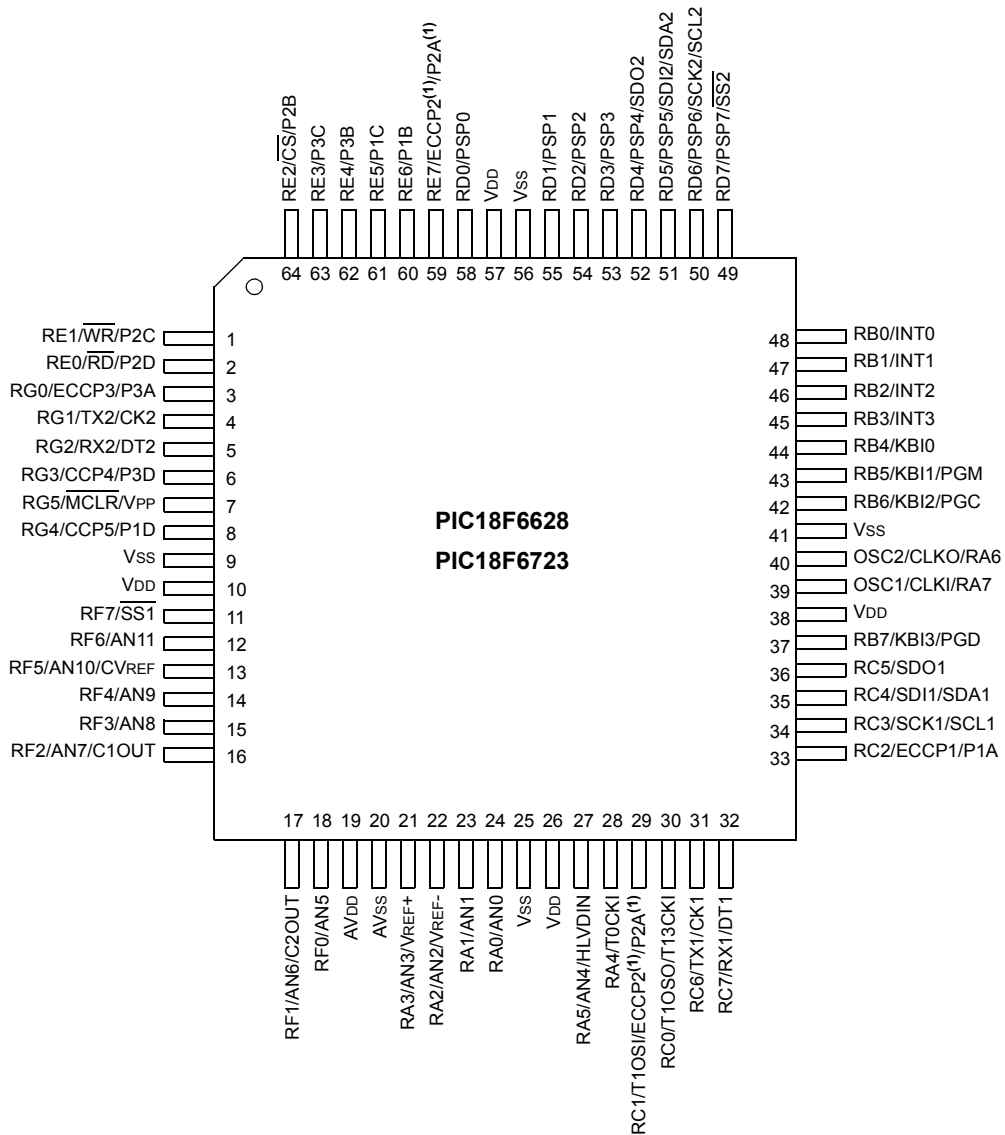 RE2/C̅S̅/P2B
RE3/P3C
RE4/P3B
RE5/P1C
RE6/P1B
RE7/ECCP2(1)/P2A(1)
RD0/PSP0
VDD
VSS
RD1/PSP1
RD2/PSP2
RD3/PSP3
RD4/PSP4/SDO2
RD5/PSP5/SDI2/SDA2
RD6/PSP6/SCK2/SCL2
RD7/PSP7/S̅S̅2̅
64 63 62 61 60 59 58 57 56 55 54 53 52 51 50 49
RE1/W̅R̅/P2C 1
RE0/R̅D̅/P2D 2
RG0/ECCP3/P3A 3
RG1/TX2/CK2 4
RG2/RX2/DT2 5
RG3/CCP4/P3D 6
RG5/M̅C̅L̅R̅/VPP 7
RG4/CCP5/P1D 8
VSS 9
VDD 10
RF7/S̅S̅1̅ 11
RF6/AN11 12
RF5/AN10/CVREF 13
RF4/AN9 14
RF3/AN8 15
RF2/AN7/C1OUT 16
PIC18F6628
PIC18F6723
48 RB0/INT0
47 RB1/INT1
46 RB2/INT2
45 RB3/INT3
44 RB4/KBI0
43 RB5/KBI1/PGM
42 RB6/KBI2/PGC
41 VSS
40 OSC2/CLKO/RA6
39 OSC1/CLKI/RA7
38 VDD
37 RB7/KBI3/PGD
36 RC5/SDO1
35 RC4/SDI1/SDA1
34 RC3/SCK1/SCL1
33 RC2/ECCP1/P1A
17 18 19 20 21 22 23 24 25 26 27 28 29 30 31 32
RF1/AN6/C2OUT
RF0/AN5
AVDD
AVSS
RA3/AN3/VREF+
RA2/AN2/VREF-
RA1/AN1
RA0/AN0
VSS
VDD
RA5/AN4/HLVDIN
RA4/T0CKI
RC1/T1OSI/ECCP2(1)/P2A(1)
RC0/T1OSO/T13CKI
RC6/TX1/CK1
RC7/RX1/DT1